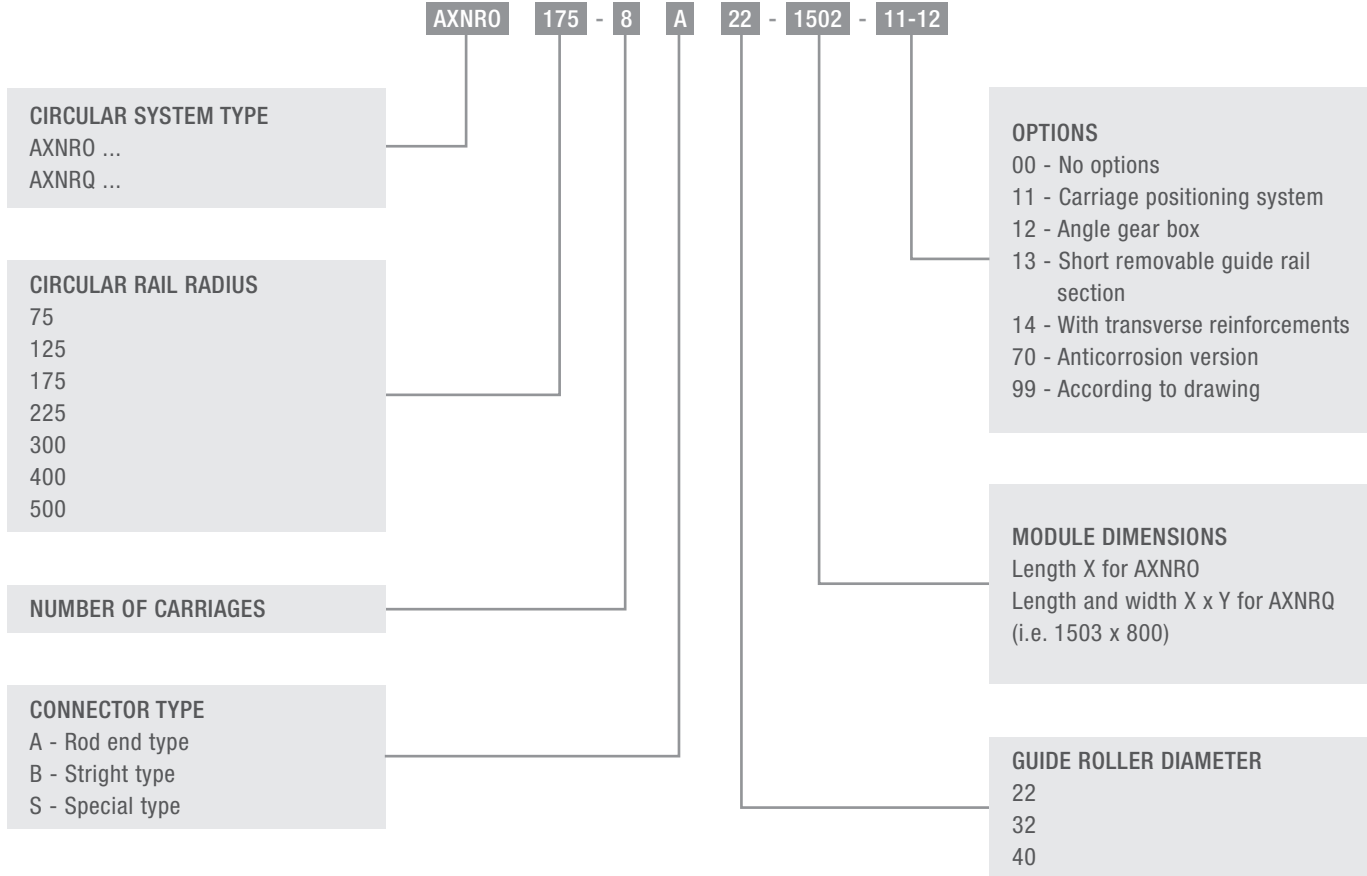 AXNRO 175 - 8 A 22 - 1502 - 11-12
CIRCULAR SYSTEM TYPE
AXNRO ...
AXNRQ ...
CIRCULAR RAIL RADIUS
75
125
175
225
300
400
500
NUMBER OF CARRIAGES
CONNECTOR TYPE
A - Rod end type
B - Stright type
S - Special type
OPTIONS
00 - No options
11 - Carriage positioning system
12 - Angle gear box
13 - Short removable guide rail
section
14 - With transverse reinforcements
70 - Anticorrosion version
99 - According to drawing
MODULE DIMENSIONS
Length X for AXNRO
Length and width X x Y for AXNRQ
(i.e. 1503 x 800)
GUIDE ROLLER DIAMETER
22
32
40